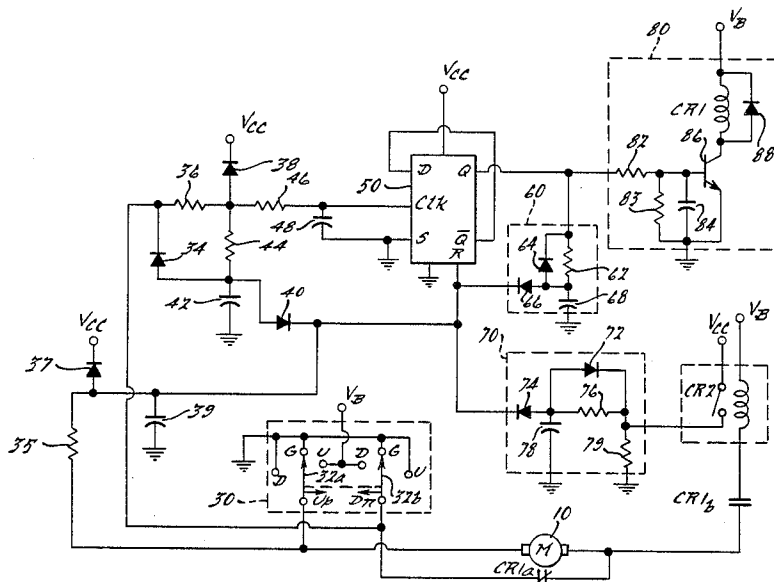 80
V_B
V_CC
CR1
86
88
82
83
84
V_CC
38
36
46
50
D
Q
Clk
S
Q̅
R
48
34
44
42
40
60
64
62
66
68
V_CC
37
39
35
V_B
G
U
D
G
D
U
32a
32b
30
Up
Dn
70
72
74
76
78
79
V_CC
V_B
CR2
CR1b
10
M
CR1a